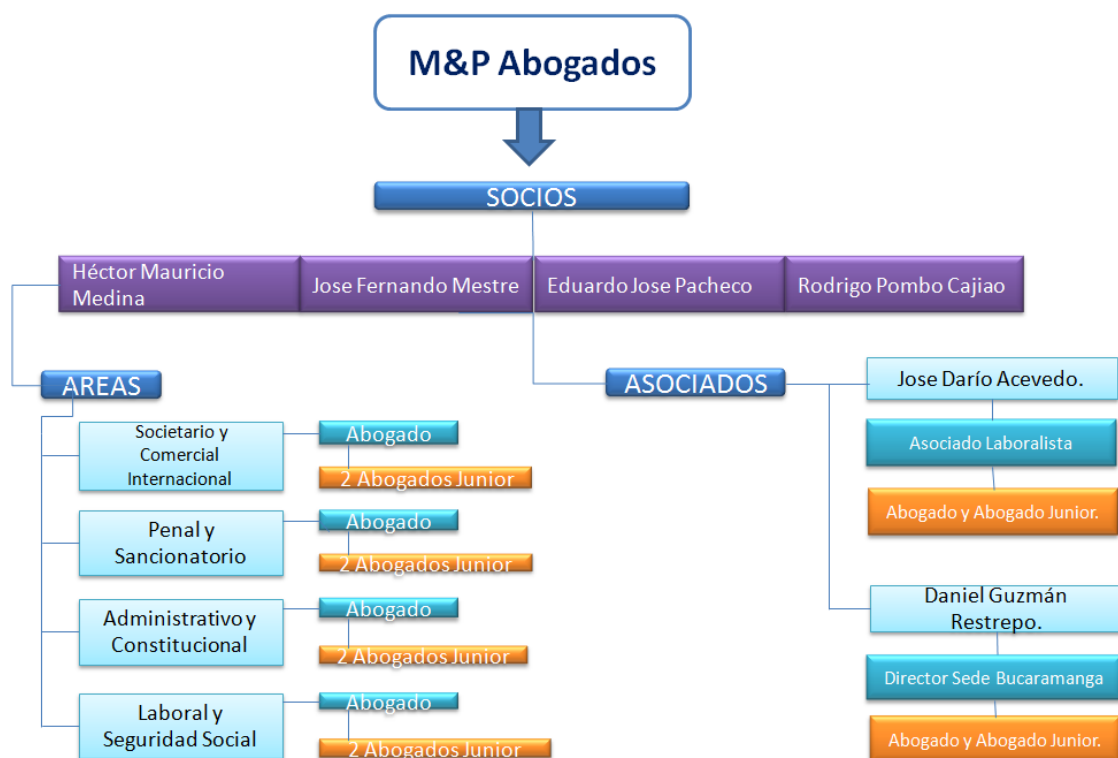 M&P Abogados
SOCIOS
Héctor Mauricio
Medina
Jose Fernando Mestre
Eduardo Jose Pacheco
Rodrigo Pombo Cajiao
AREAS
Societario y
Comercial
Internacional
Abogado
2 Abogados Junior
Penal y
Sancionatorio
Abogado
2 Abogados Junior
Administrativo y
Constitucional
Abogado
2 Abogados Junior
Laboral y
Seguridad Social
Abogado
2 Abogados Junior
ASOCIADOS
Jose Darío Acevedo.
Asociado Laboralista
Abogado y Abogado Junior.
Daniel Guzmán
Restrepo.
Director Sede Bucaramanga
Abogado y Abogado Junior.